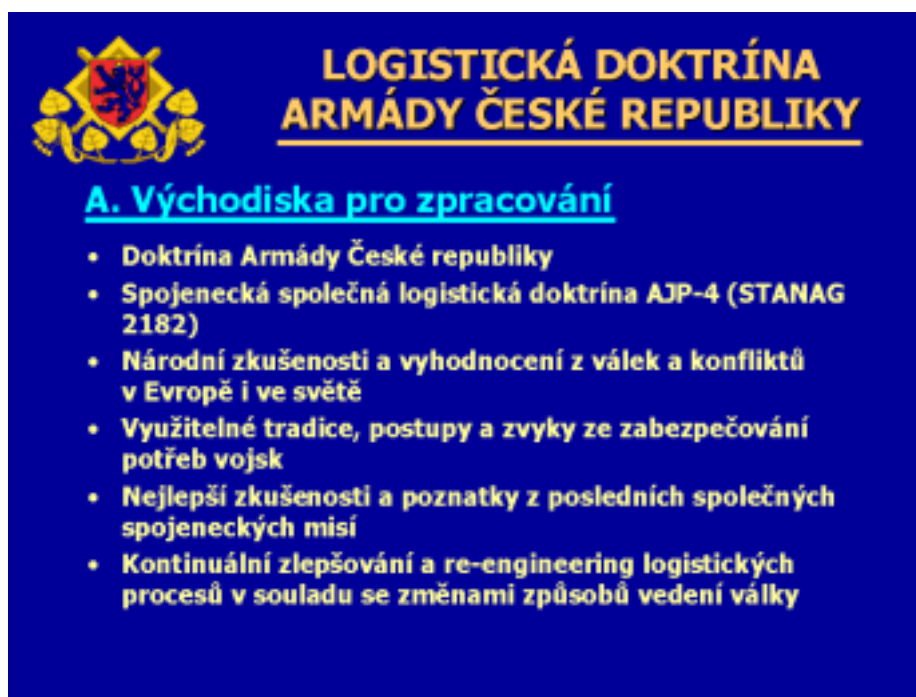 LOGISTICKÁ DOKTRÍNA
ARMÁDY ČESKÉ REPUBLIKY
A. Východiska pro zpracování
• Doktrína Armády České republiky
• Spojenecká společná logistická doktrína AJP-4 (STANAG
2182)
• Národní zkušenosti a vyhodnocení z válek a konfliktů
v Evropě i ve světě
• Využitelné tradice, postupy a zvyky ze zabezpečování
potřeb vojsk
• Nejlepší zkušenosti a poznatky z posledních společných
spojeneckých misí
• Kontinuální zlepšování a re-engineering logistických
procesů v souladu se změnami způsobů vedení války